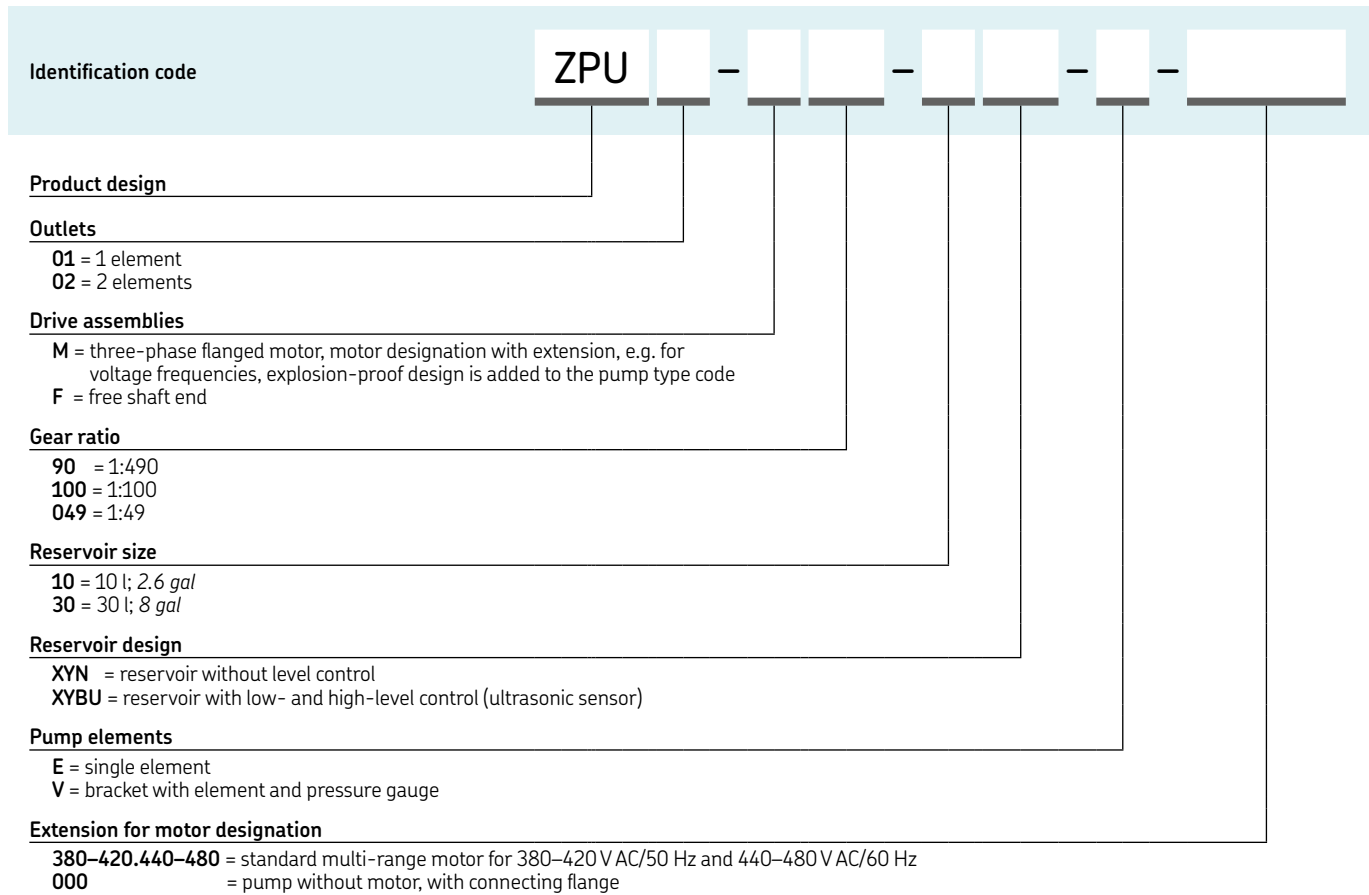 Identification code ZPU – – – –
Product design
Outlets
01 = 1 element
02 = 2 elements
Drive assemblies
M = three-phase flanged motor, motor designation with extension, e.g. for
voltage frequencies, explosion-proof design is added to the pump type code
F = free shaft end
Gear ratio
90 = 1:490
100 = 1:100
049 = 1:49
Reservoir size
10 = 10 l; 2.6 gal
30 = 30 l; 8 gal
Reservoir design
XYN = reservoir without level control
XYBU = reservoir with low- and high-level control (ultrasonic sensor)
Pump elements
E = single element
V = bracket with element and pressure gauge
Extension for motor designation
380–420.440–480 = standard multi-range motor for 380–420 V AC/50 Hz and 440–480 V AC/60 Hz
000 = pump without motor, with connecting flange